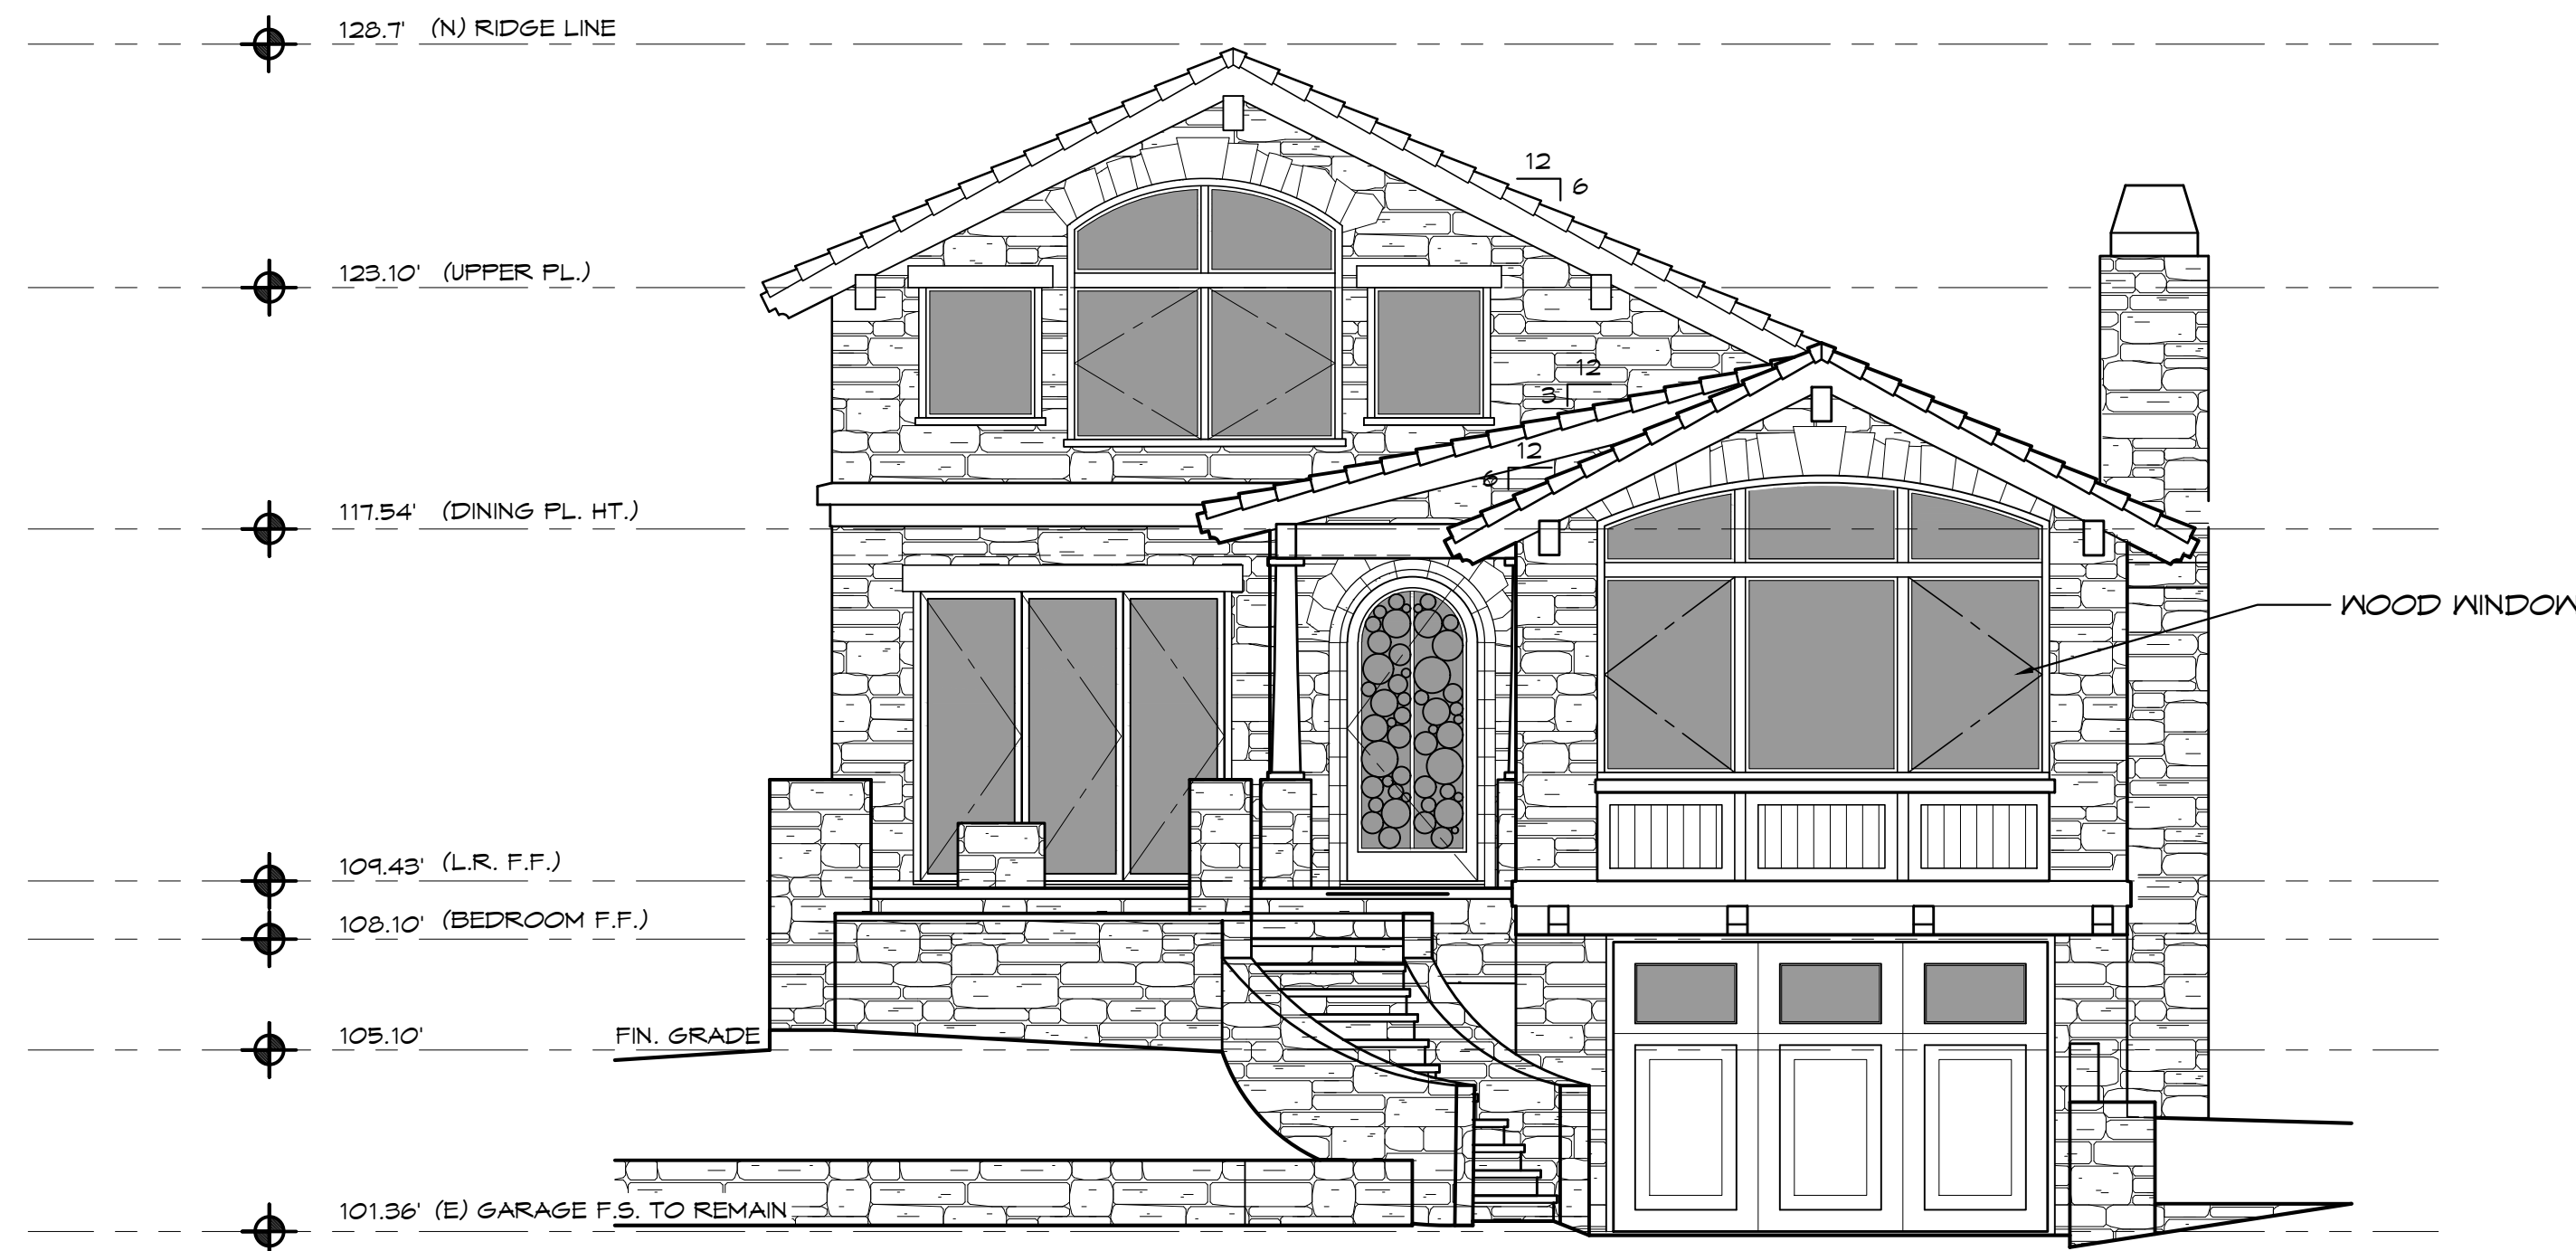 128.7' (N) RIDGE LINE
12
6
123.10' (UPPER PL.)
12
3
12
6
117.54' (DINING PL. HT.)
WOOD WINDOW
109.43' (L.R. F.F.)
108.10' (BEDROOM F.F.)
105.10' FIN. GRADE
101.36' (E) GARAGE F.S. TO REMAIN